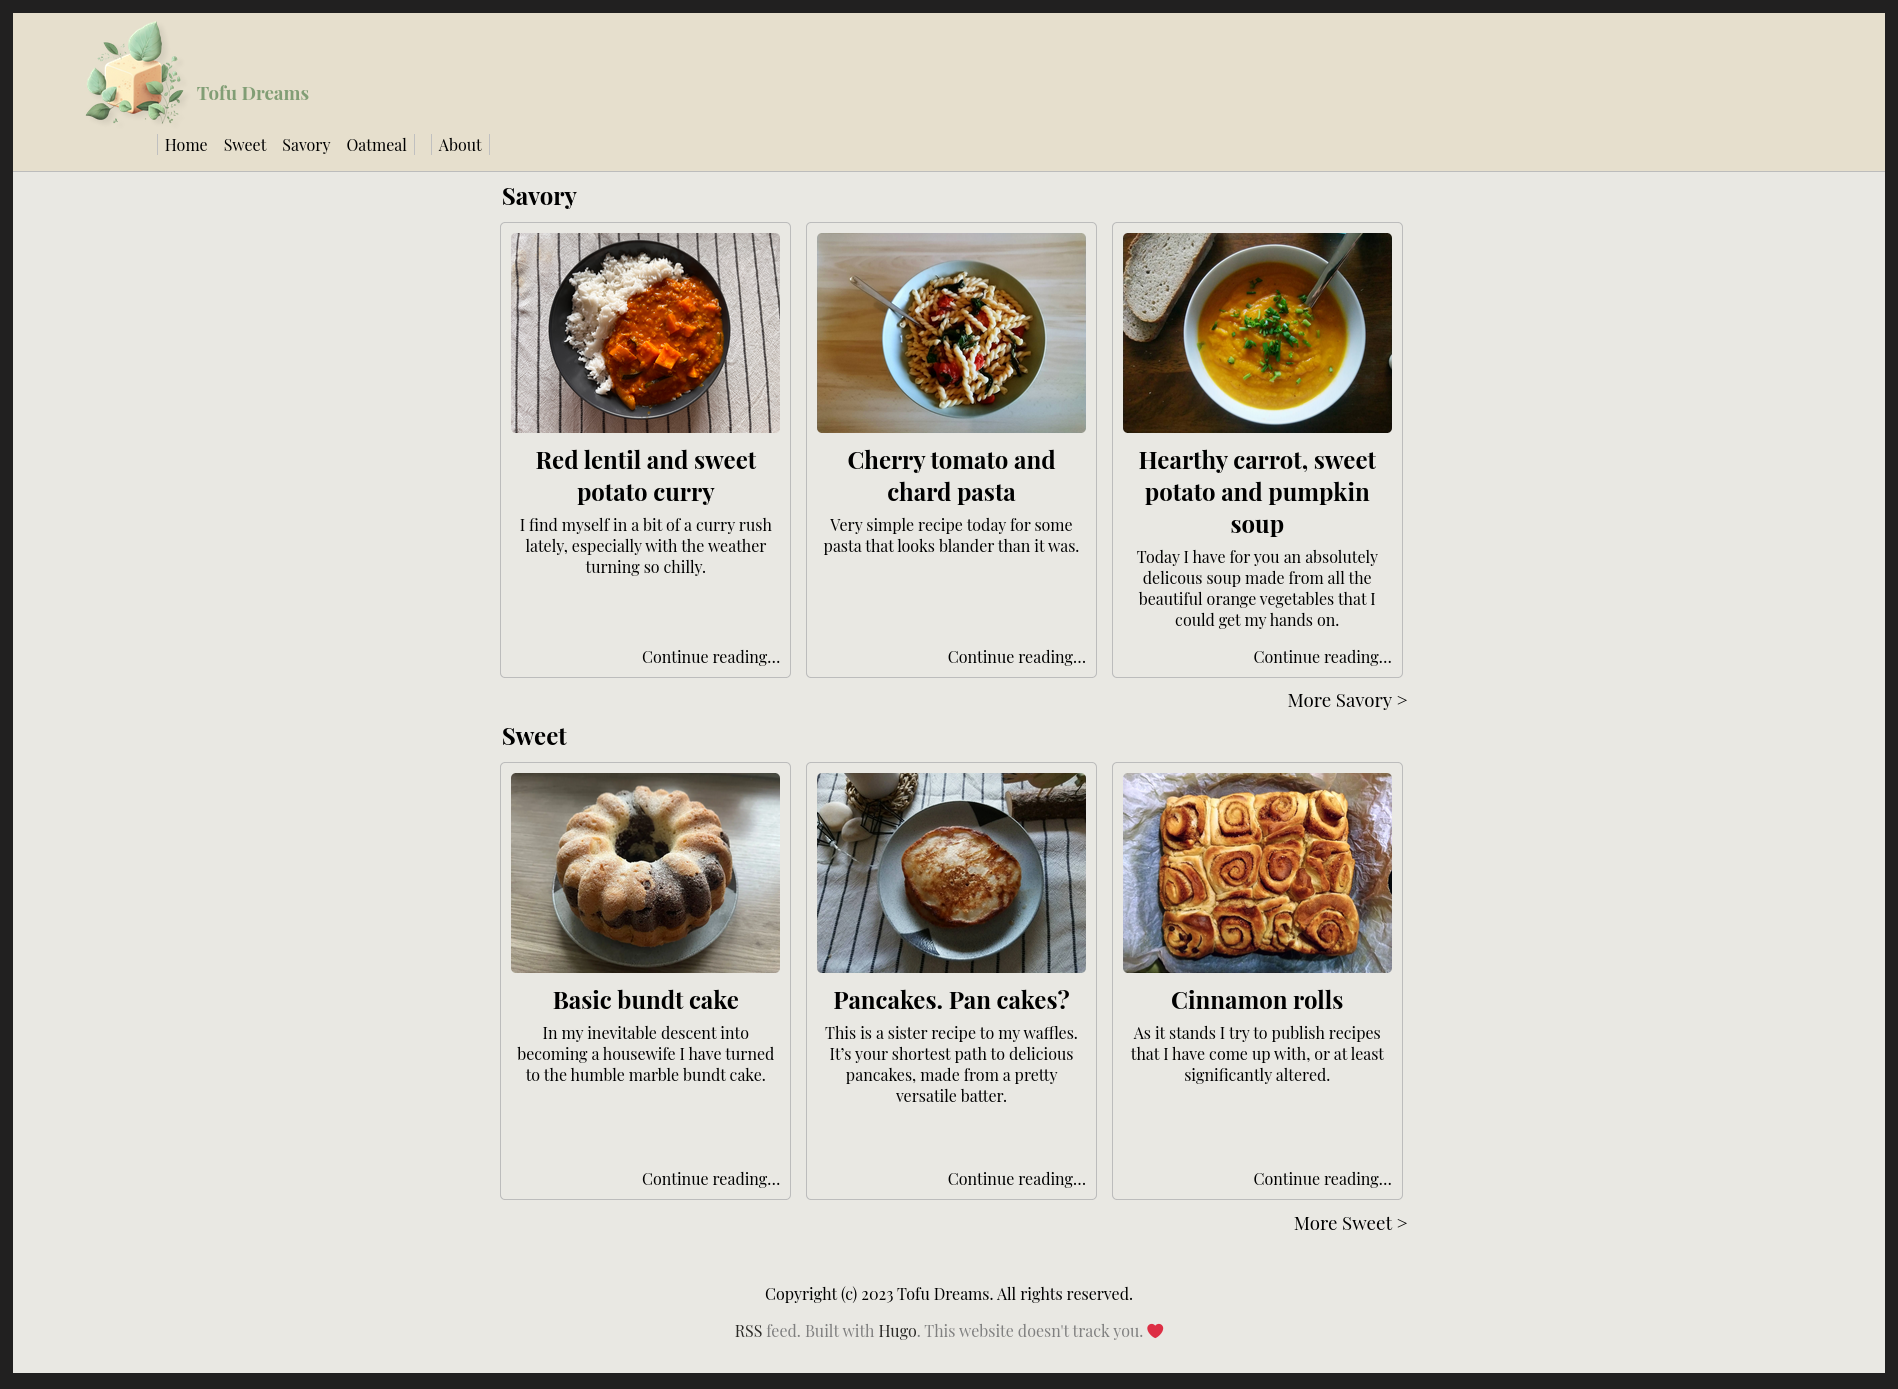 Tofu Dreams
Home Sweet Savory Oatmeal About
Savory
Red lentil and sweet
potato curry
I find myself in a bit of a curry rush
lately, especially with the weather
turning so chilly.
Continue reading...
Cherry tomato and
chard pasta
Very simple recipe today for some
pasta that looks blander than it was.
Continue reading...
Hearthy carrot, sweet
potato and pumpkin
soup
Today I have for you an absolutely
delicous soup made from all the
beautiful orange vegetables that I
could get my hands on.
Continue reading...
More Savory >
Sweet
Basic bundt cake
In my inevitable descent into
becoming a housewife I have turned
to the humble marble bundt cake.
Continue reading...
Pancakes. Pan cakes?
This is a sister recipe to my waffles.
It’s your shortest path to delicious
pancakes, made from a pretty
versatile batter.
Continue reading...
Cinnamon rolls
As it stands I try to publish recipes
that I have come up with, or at least
significantly altered.
Continue reading...
More Sweet >
Copyright (c) 2023 Tofu Dreams. All rights reserved.
RSS feed. Built with Hugo. This website doesn't track you. ❤️